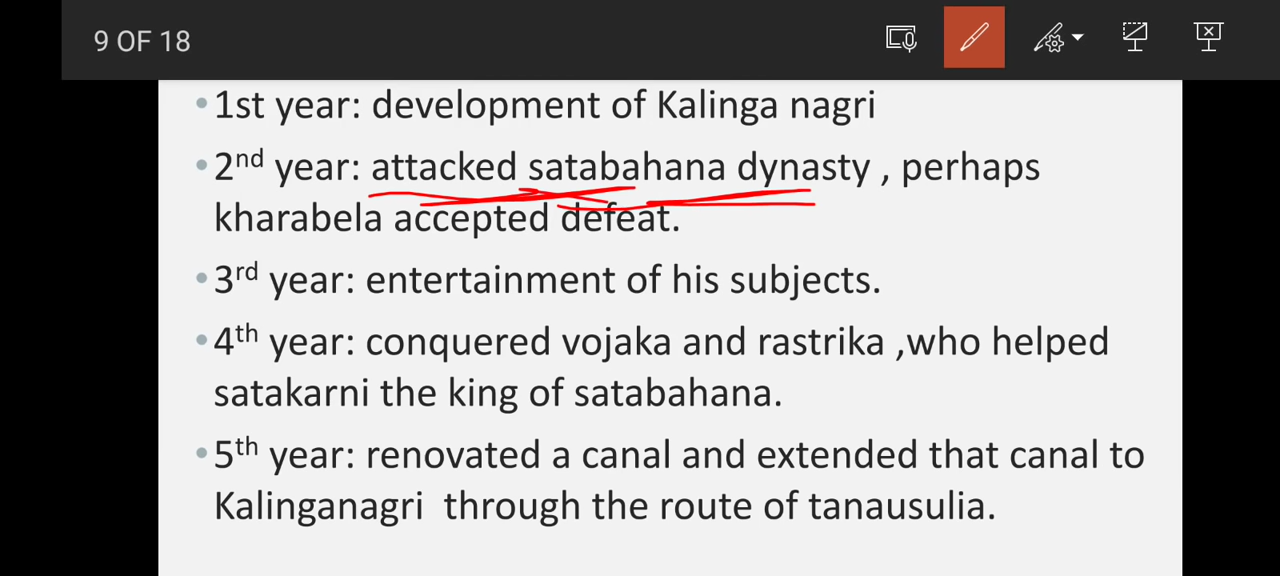 9 OF 18
•1st year: development of Kalinga nagri
•2nd year: attacked satabahana dynasty , perhaps
kharabela accepted defeat.
•3rd year: entertainment of his subjects.
•4th year: conquered vojaka and rastrika ,who helped
satakarni the king of satabahana.
•5th year: renovated a canal and extended that canal to
Kalinganagri  through the route of tanausulia.